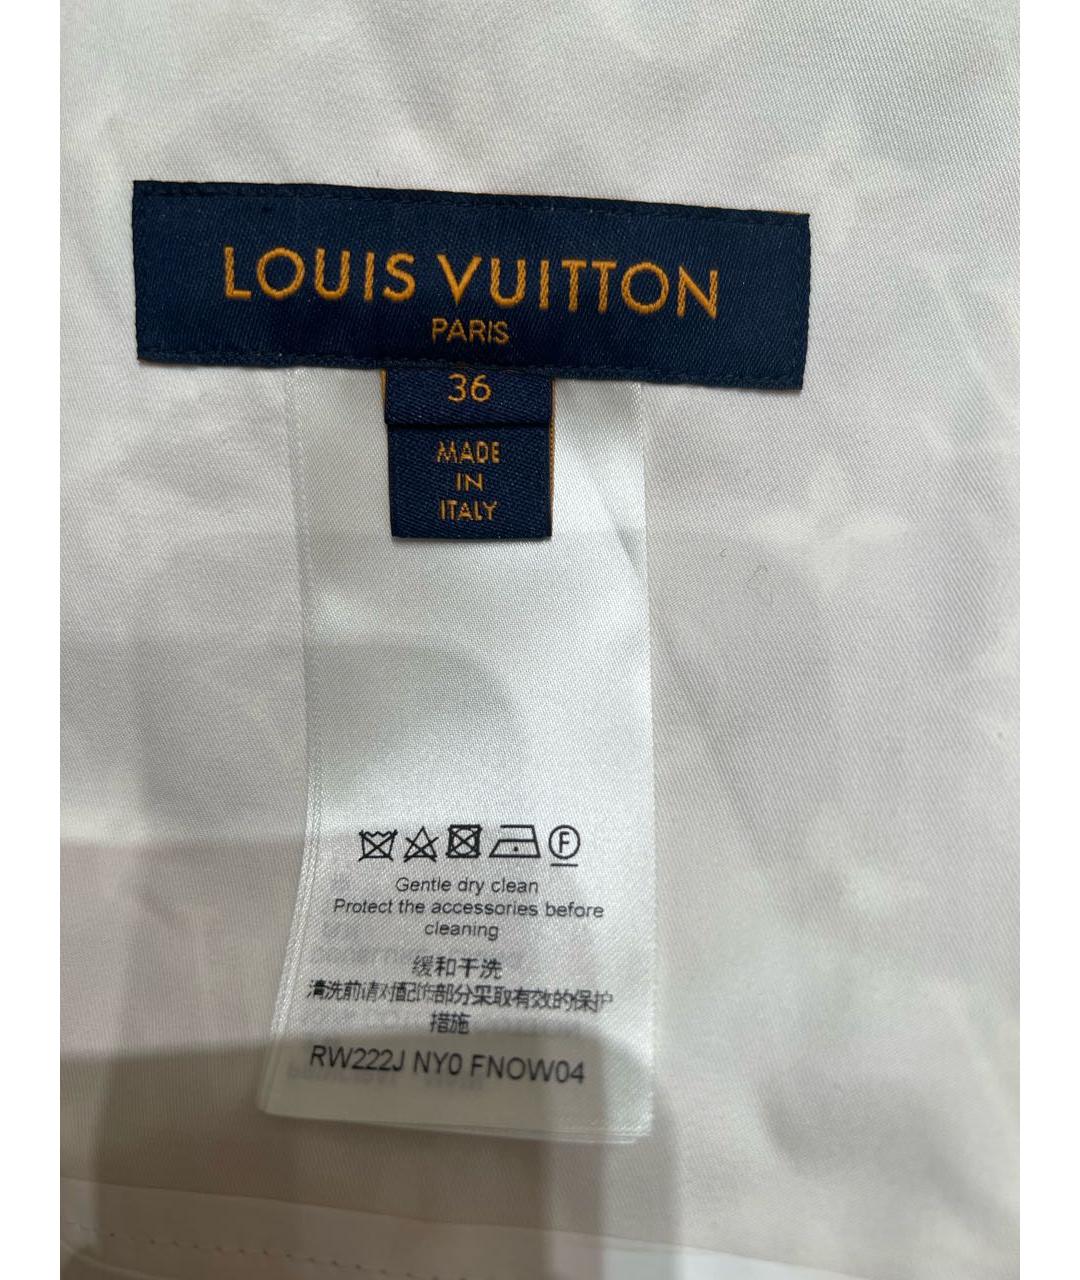 LOUIS VUITTON
PARIS
36
MADE
IN
ITALY
F
Gentle dry clean
Protect the accessories before
cleaning
缓和干洗
清洗前请对配饰部分采取有效的保护
措施
RW222J NY0 FNOW04